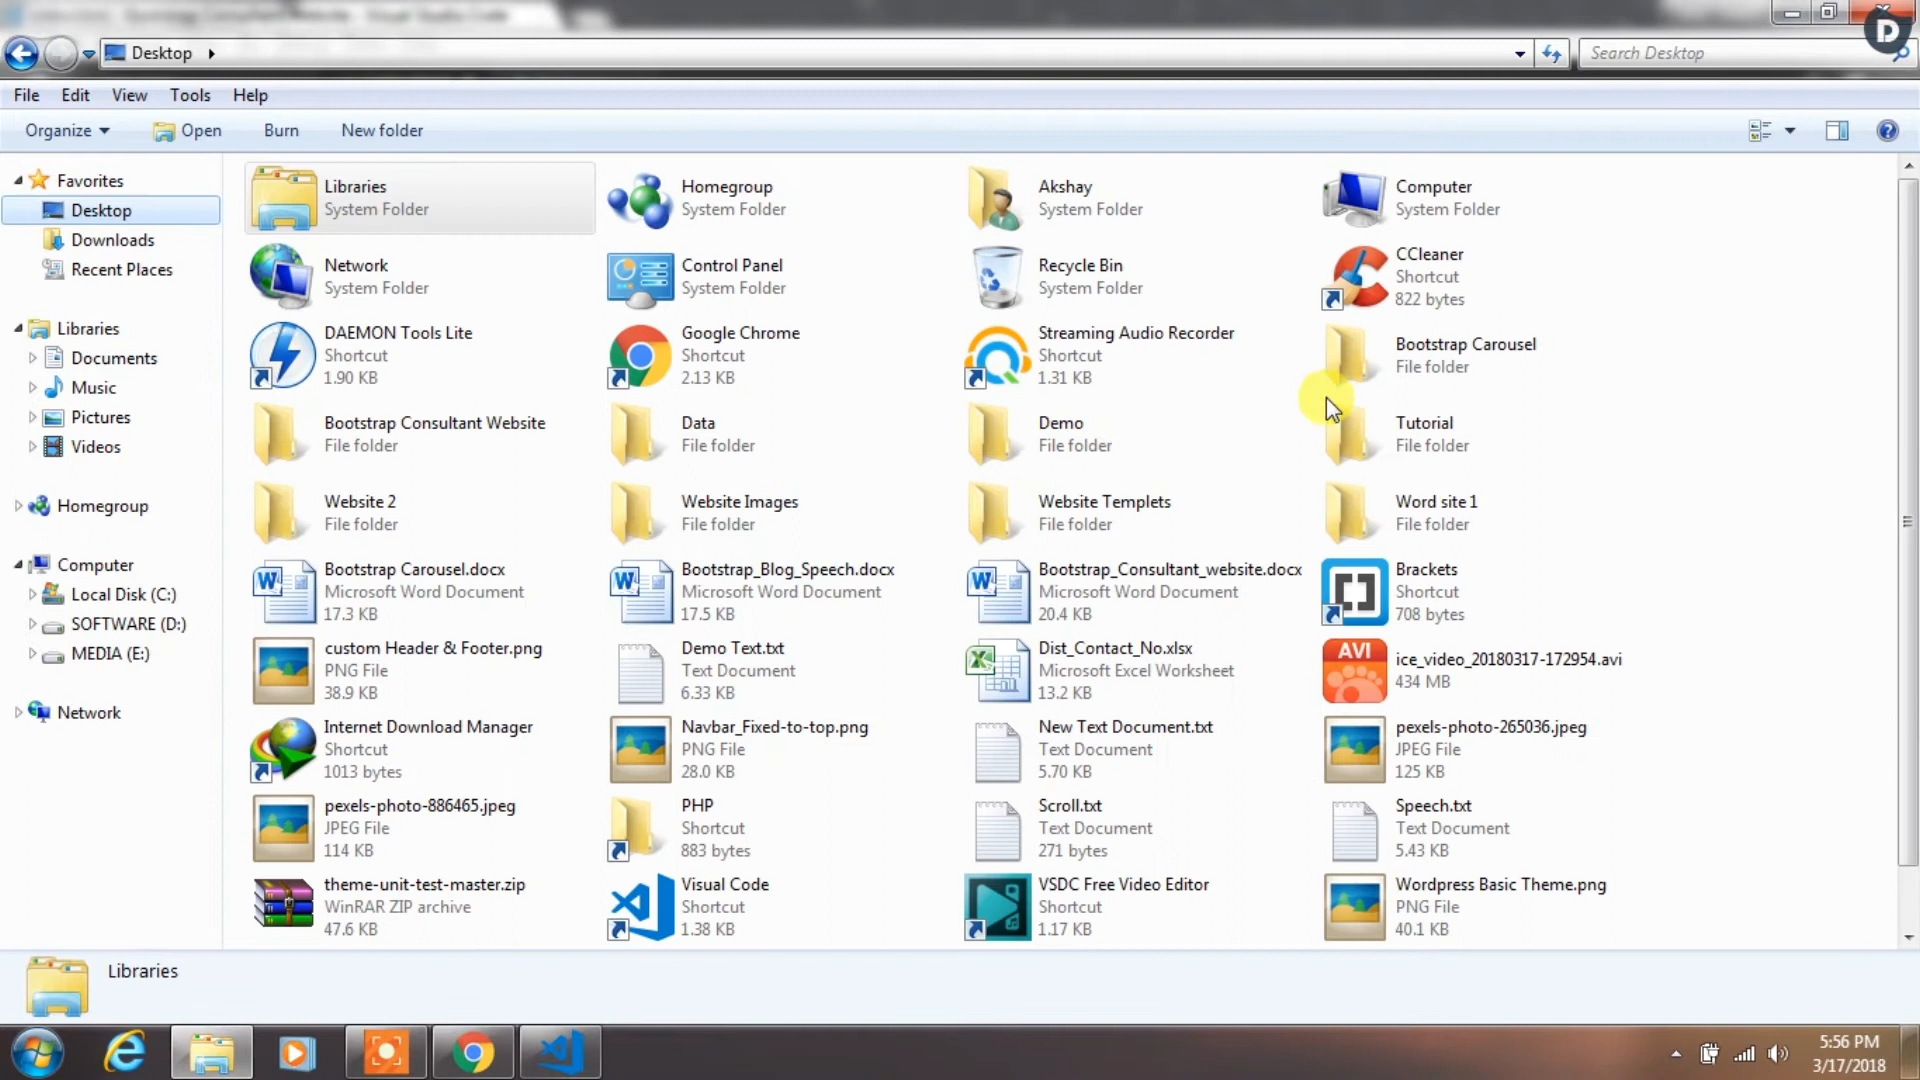 Desktop
Search Desktop
D
File Edit View Tools Help
Organize Open Burn New folder
Favorites
Desktop
Downloads
Recent Places
Libraries
Documents
Music
Pictures
Videos
Homegroup
Computer
Local Disk (C:)
SOFTWARE (D:)
MEDIA (E:)
Network
Libraries
System Folder
Homegroup
System Folder
Akshay
System Folder
Computer
System Folder
Network
System Folder
Control Panel
System Folder
Recycle Bin
System Folder
CCleaner
Shortcut
822 bytes
DAEMON Tools Lite
Shortcut
1.90 KB
Google Chrome
Shortcut
2.13 KB
Streaming Audio Recorder
Shortcut
1.31 KB
Bootstrap Carousel
File folder
Bootstrap Consultant Website
File folder
Data
File folder
Demo
File folder
Tutorial
File folder
Website 2
File folder
Website Images
File folder
Website Templets
File folder
Word site 1
File folder
Bootstrap Carousel.docx
Microsoft Word Document
17.3 KB
Bootstrap_Blog_Speech.docx
Microsoft Word Document
17.5 KB
Bootstrap_Consultant_website.docx
Microsoft Word Document
20.4 KB
Brackets
Shortcut
708 bytes
custom Header & Footer.png
PNG File
38.9 KB
Demo Text.txt
Text Document
6.33 KB
Dist_Contact_No.xlsx
Microsoft Excel Worksheet
13.2 KB
AVI
ice_video_20180317-172954.avi
434 MB
Internet Download Manager
Shortcut
1013 bytes
Navbar_Fixed-to-top.png
PNG File
28.0 KB
New Text Document.txt
Text Document
5.70 KB
pexels-photo-265036.jpeg
JPEG File
125 KB
pexels-photo-886465.jpeg
JPEG File
114 KB
PHP
Shortcut
883 bytes
Scroll.txt
Text Document
271 bytes
Speech.txt
Text Document
5.43 KB
theme-unit-test-master.zip
WinRAR ZIP archive
47.6 KB
Visual Code
Shortcut
1.38 KB
VSDC Free Video Editor
Shortcut
1.17 KB
Wordpress Basic Theme.png
PNG File
40.1 KB
Libraries
5:56 PM
3/17/2018